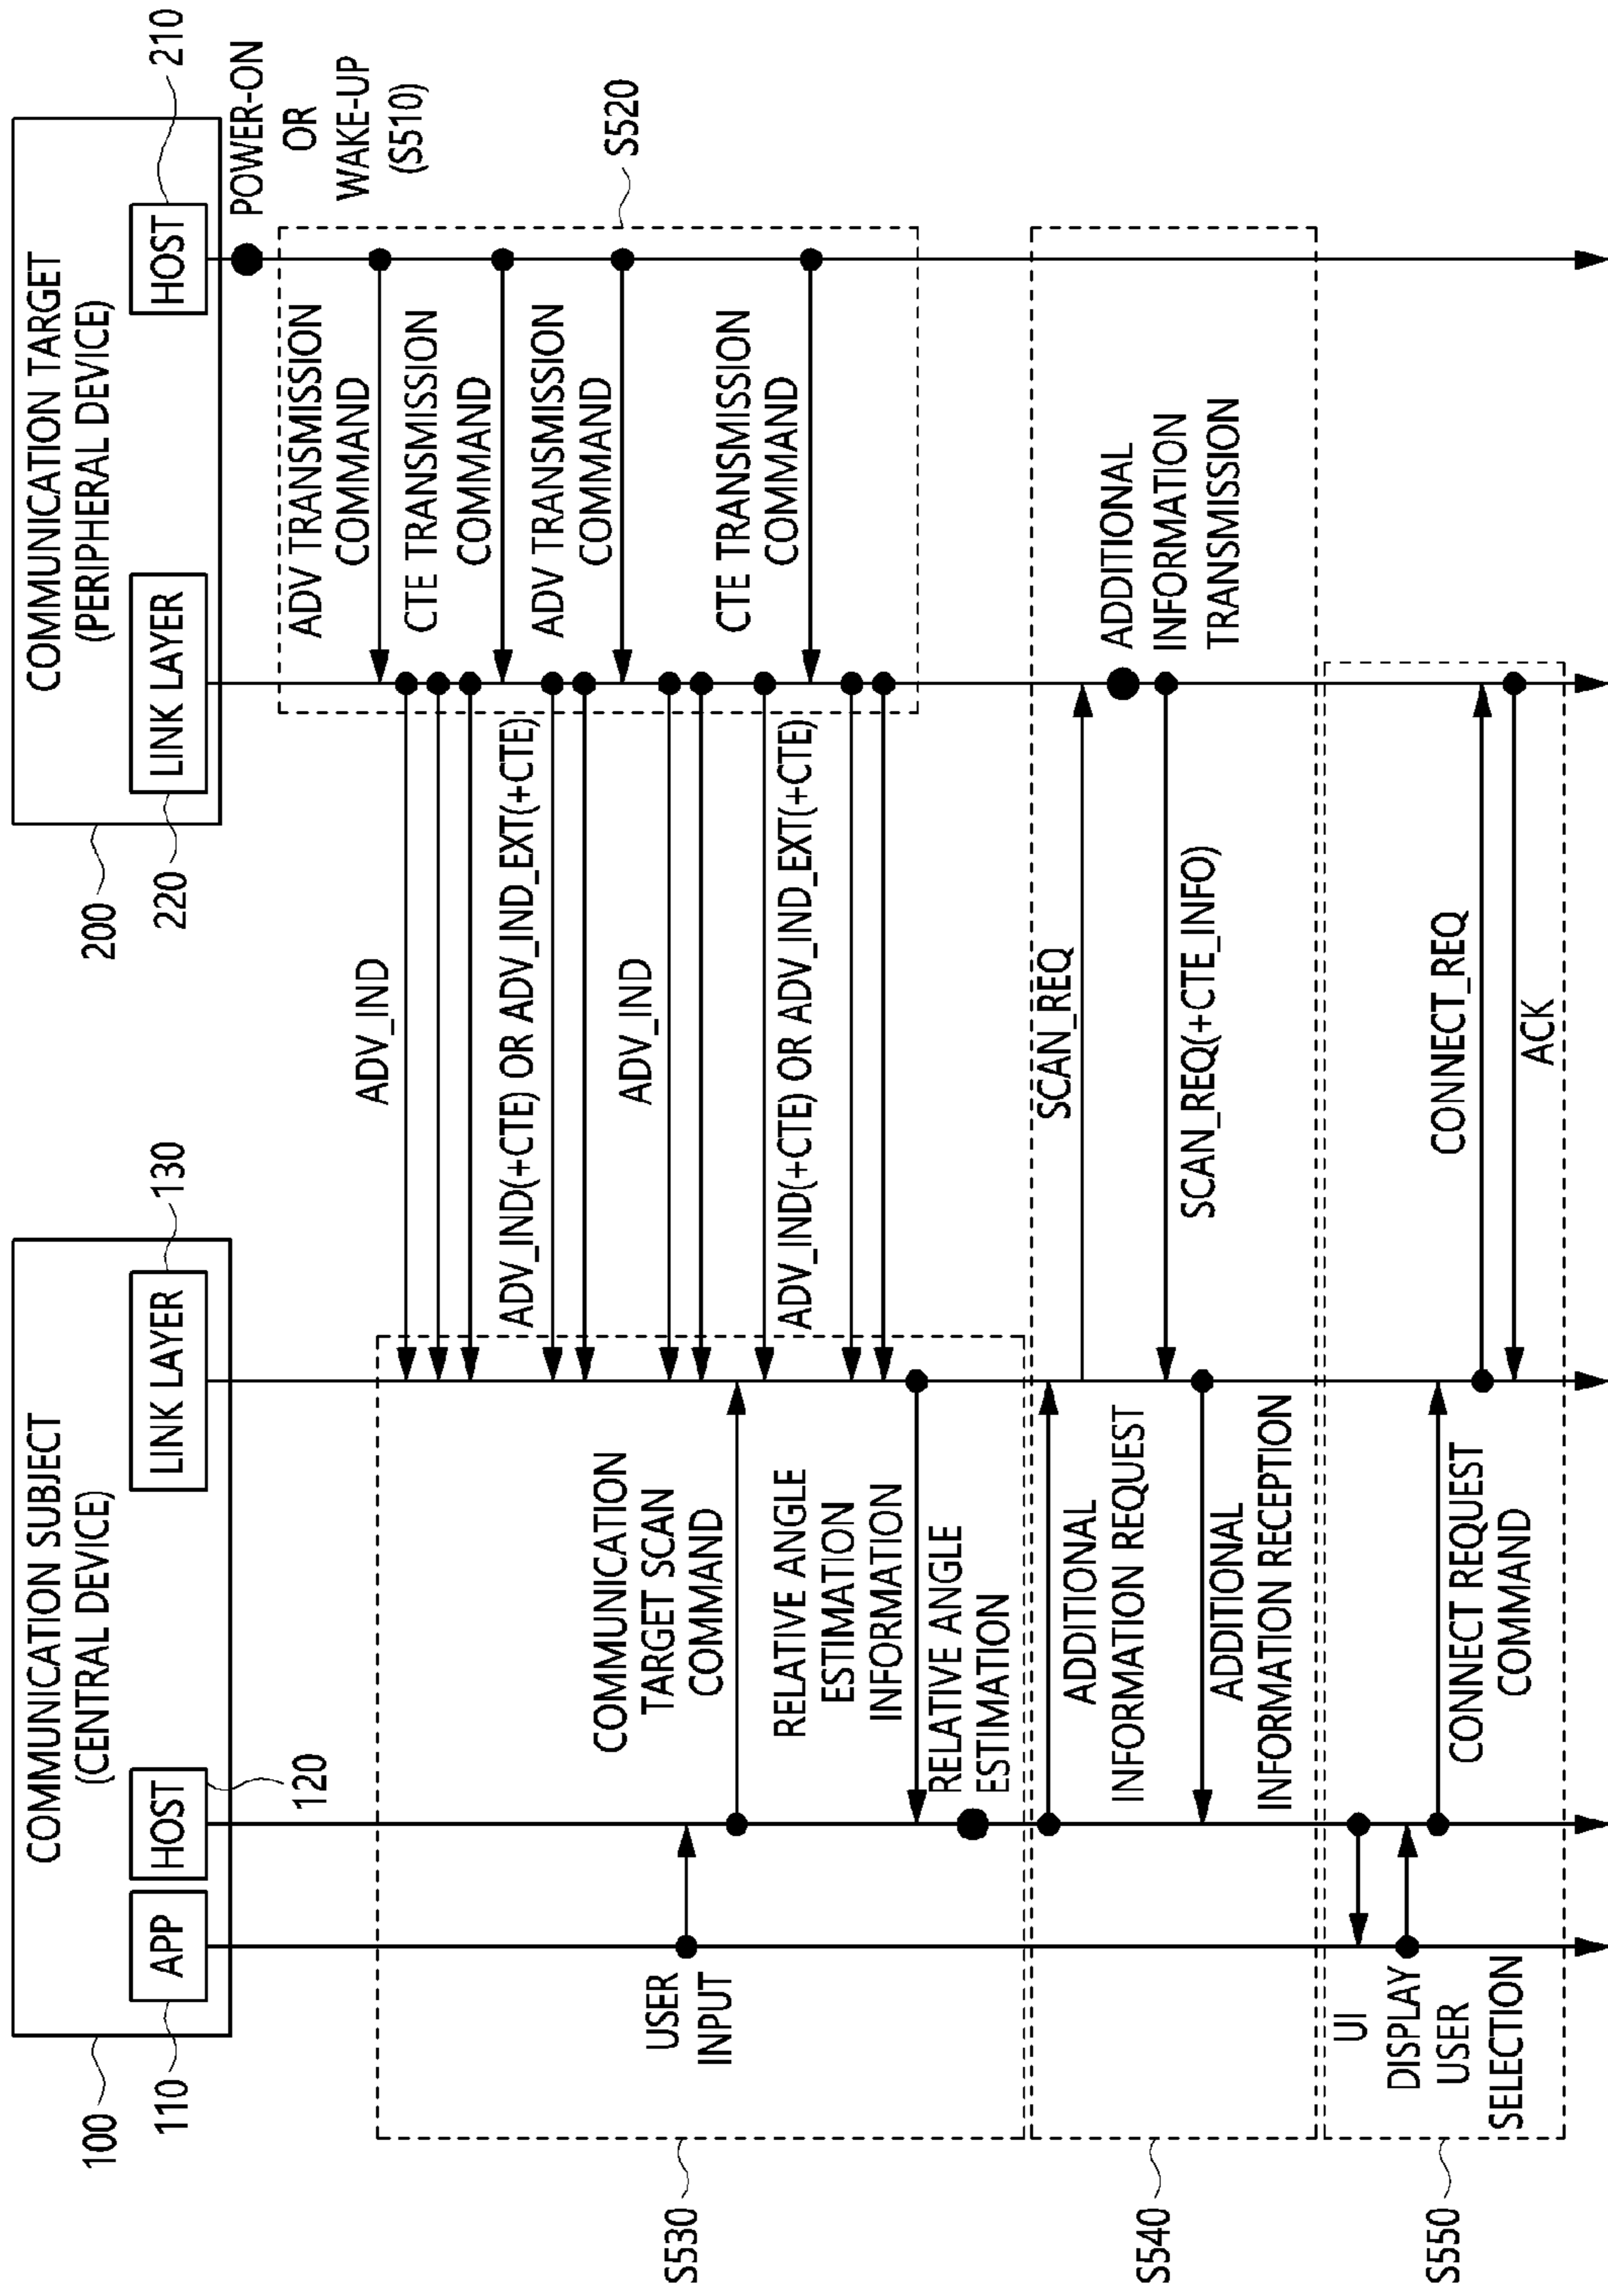 COMMUNICATION SUBJECT
(CENTRAL DEVICE)
100
APP
110
HOST
120
LINK LAYER
130
COMMUNICATION TARGET
(PERIPHERAL DEVICE)
200
LINK LAYER
220
HOST
210
POWER-ON
OR
WAKE-UP
(S510)
S520
ADV TRANSMISSION
COMMAND
CTE TRANSMISSION
COMMAND
ADV TRANSMISSION
COMMAND
CTE TRANSMISSION
COMMAND
ADV_IND
ADV_IND(+CTE) OR ADV_IND_EXT(+CTE)
ADV_IND
ADV_IND(+CTE) OR ADV_IND_EXT(+CTE)
S530
USER
INPUT
COMMUNICATION
TARGET SCAN
COMMAND
RELATIVE ANGLE
ESTIMATION
INFORMATION
RELATIVE ANGLE
ESTIMATION
S540
ADDITIONAL
INFORMATION REQUEST
SCAN_REQ
ADDITIONAL
INFORMATION
TRANSMISSION
SCAN_REQ(+CTE_INFO)
ADDITIONAL
INFORMATION RECEPTION
S550
UI
DISPLAY
USER
SELECTION
CONNECT REQUEST
COMMAND
CONNECT_REQ
ACK